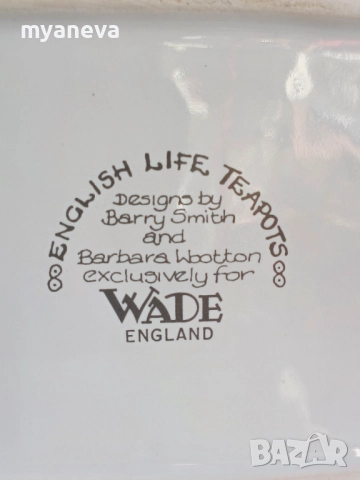 myaneva
ENGLISH LIFE TEAPOTS
Designs by
Barry Smith
and
Barbara Wootton
exclusively for
WADE
ENGLAND
BAZAR